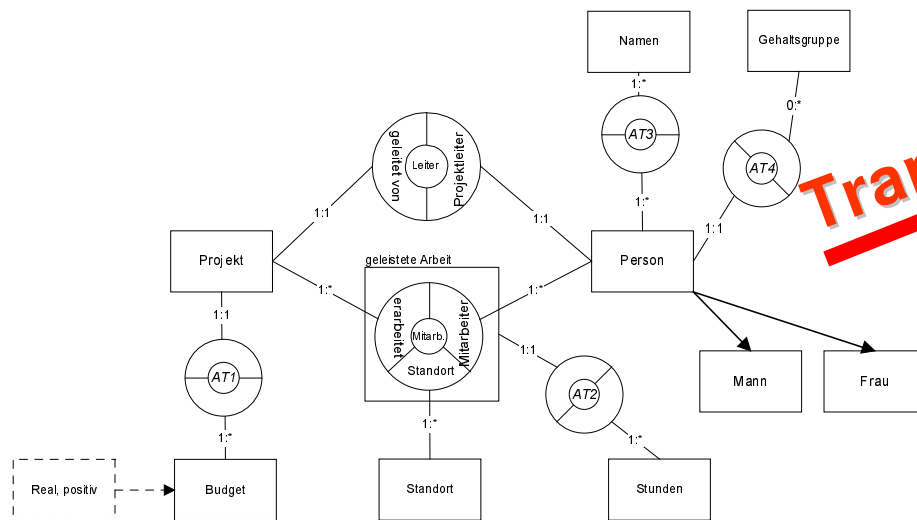 Namen
Gehaltsgruppe
1:*
0:*
AT3
AT4
geleitet von
Leiter
Projektleiter
1:*
1:1
1:1
1:1
Projekt
Person
geleistete Arbeit
1:*
1:*
1:1
erarbeitet
Mitarb.
Mitarbeiter
Standort
1:1
AT1
AT2
Mann
Frau
1:*
1:*
1:*
Real, positiv
Budget
Standort
Stunden